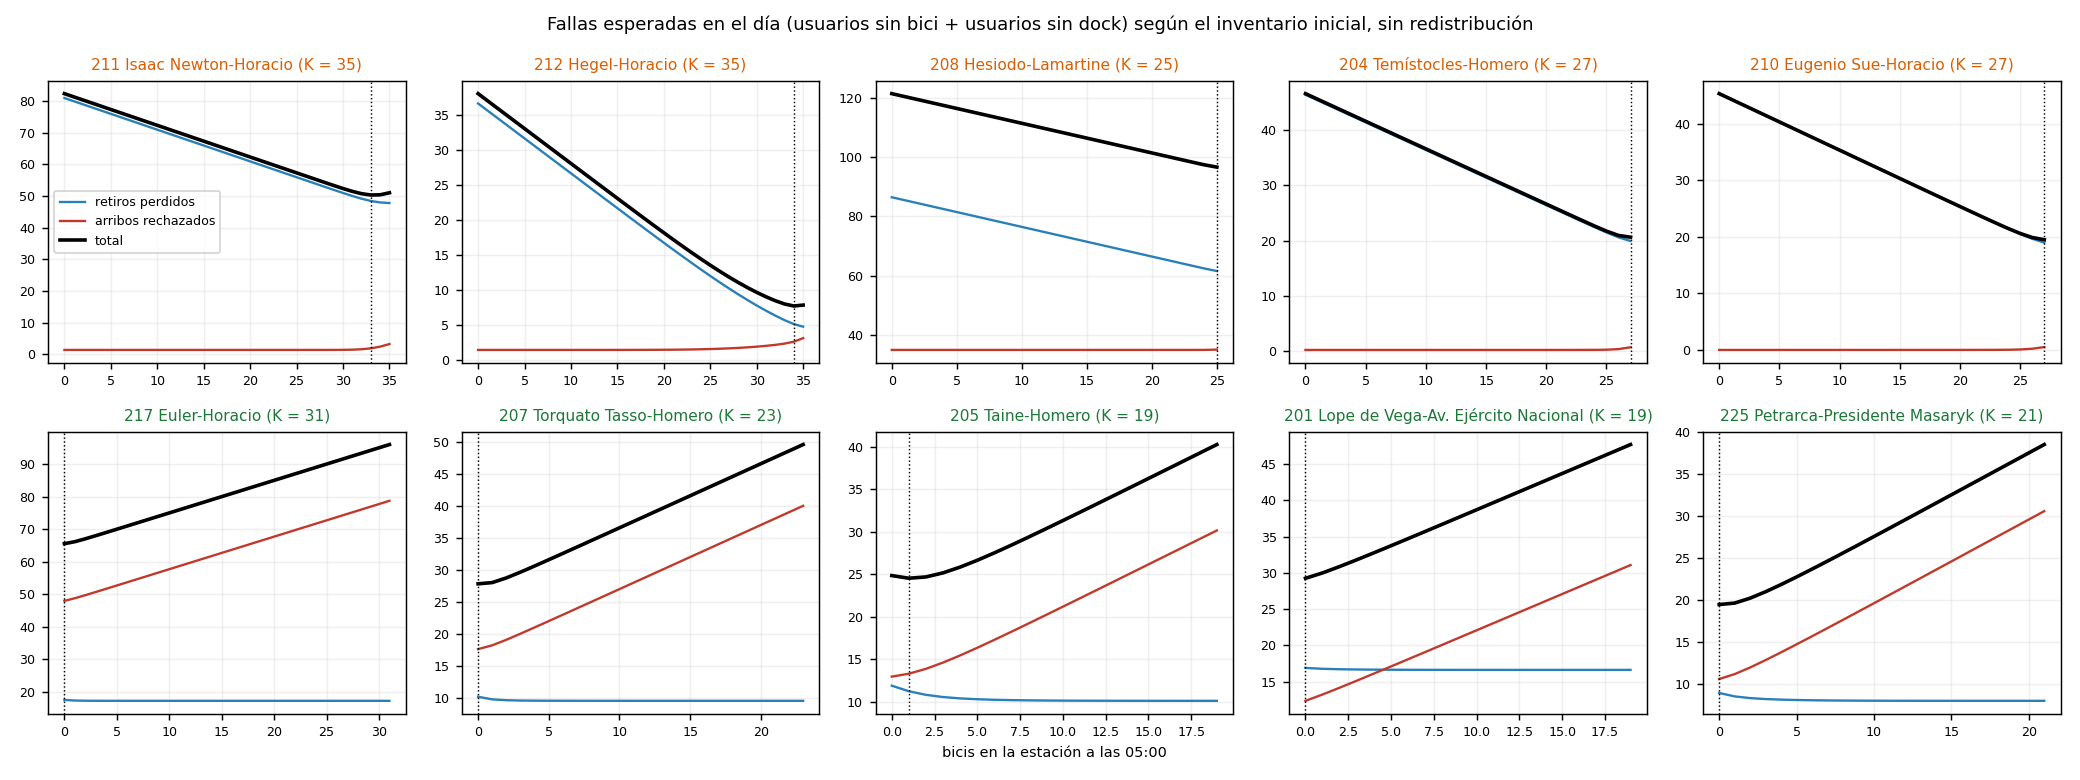 Fallas esperadas en el día (usuarios sin bici + usuarios sin dock) según el inventario inicial, sin redistribución
211 Isaac Newton-Horacio (K = 35)
80
70
60
50
40
30
20
10
0
0 5 10 15 20 25 30 35
retiros perdidos
arribos rechazados
total
212 Hegel-Horacio (K = 35)
35
30
25
20
15
10
5
0
0 5 10 15 20 25 30 35
208 Hesiodo-Lamartine (K = 25)
120
100
80
60
40
0 5 10 15 20 25
204 Temístocles-Homero (K = 27)
40
30
20
10
0
0 5 10 15 20 25
210 Eugenio Sue-Horacio (K = 27)
40
30
20
10
0
0 5 10 15 20 25
217 Euler-Horacio (K = 31)
90
80
70
60
50
40
30
20
0 5 10 15 20 25 30
207 Torquato Tasso-Homero (K = 23)
50
45
40
35
30
25
20
15
10
0 5 10 15 20
205 Taine-Homero (K = 19)
40
35
30
25
20
15
10
0.0 2.5 5.0 7.5 10.0 12.5 15.0 17.5
bicis en la estación a las 05:00
201 Lope de Vega-Av. Ejército Nacional (K = 19)
45
40
35
30
25
20
15
0.0 2.5 5.0 7.5 10.0 12.5 15.0 17.5
225 Petrarca-Presidente Masaryk (K = 21)
40
35
30
25
20
15
10
0 5 10 15 20